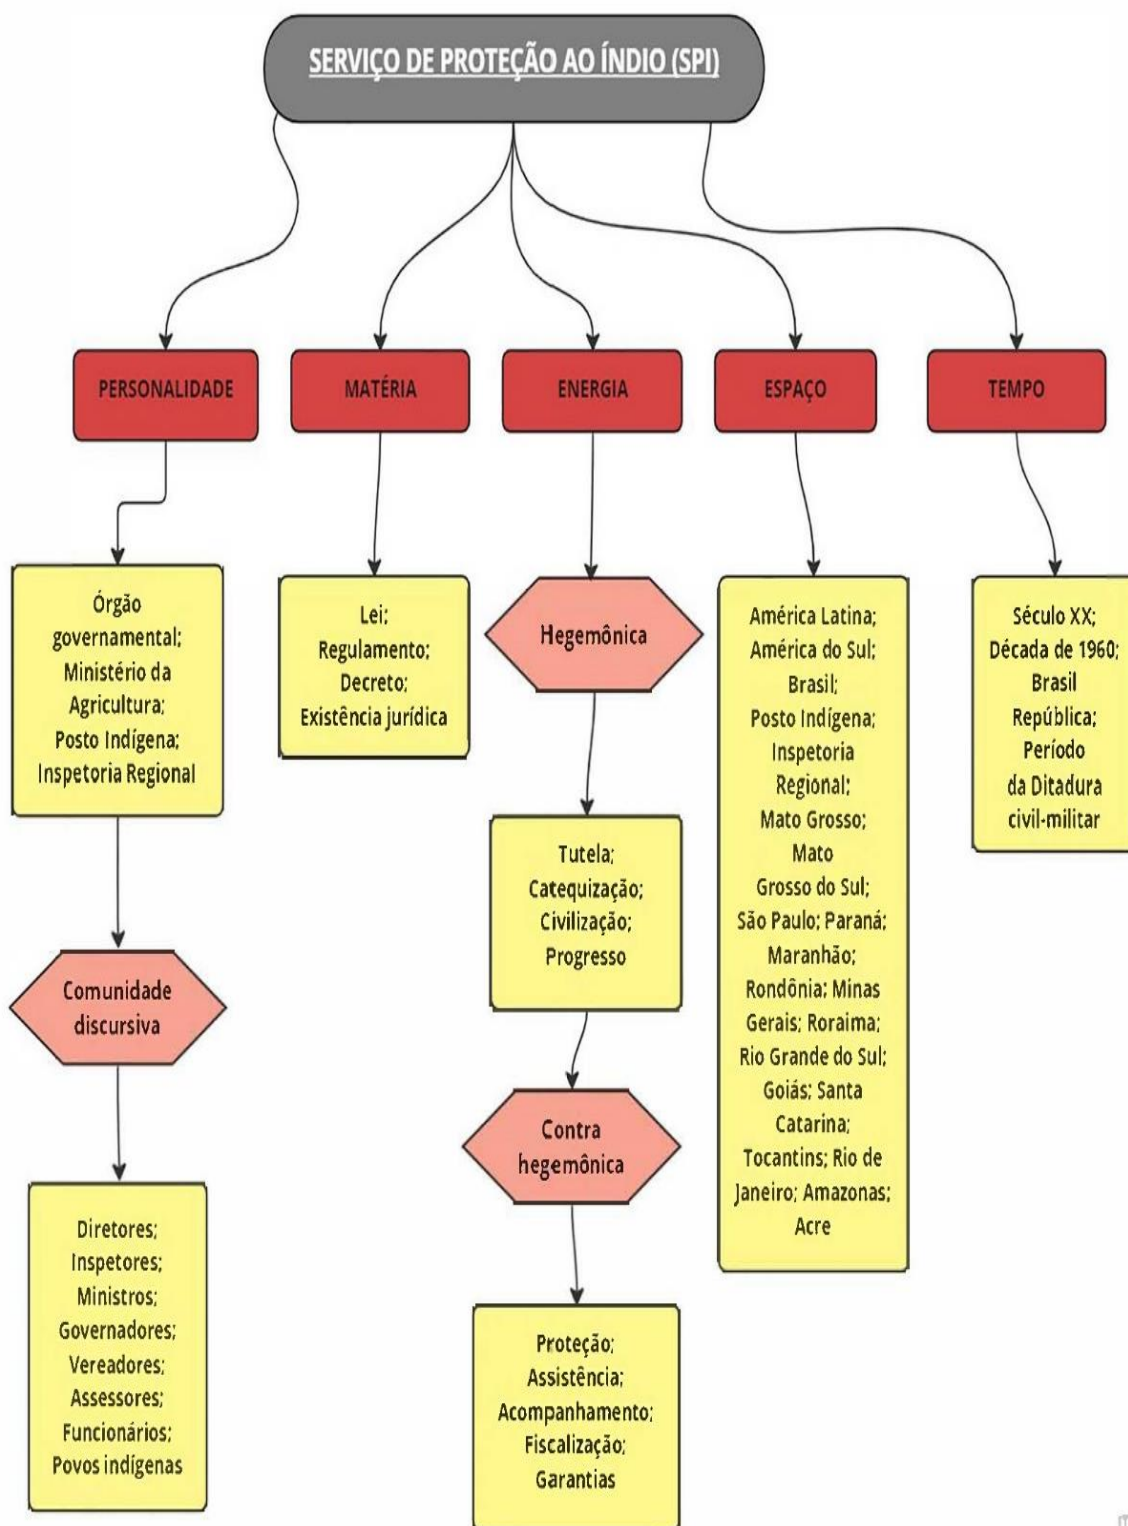 SERVIÇO DE PROTEÇÃO AO ÍNDIO (SPI)
PERSONALIDADE
MATÉRIA
ENERGIA
ESPAÇO
TEMPO
Órgão
governamental;
Ministério da
Agricultura;
Posto Indígena;
Inspetoria Regional
Comunidade
discursiva
Diretores;
Inspetores;
Ministros;
Governadores;
Vereadores;
Assessores;
Funcionários;
Povos indígenas
Lei;
Regulamento;
Decreto;
Existência jurídica
Hegemônica
Tutela;
Catequização;
Civilização;
Progresso
Contra
hegemônica
Proteção;
Assistência;
Acompanhamento;
Fiscalização;
Garantias
América Latina;
América do Sul;
Brasil;
Posto Indígena;
Inspetoria
Regional;
Mato Grosso;
Mato
Grosso do Sul;
São Paulo; Paraná;
Maranhão;
Rondônia; Minas
Gerais; Roraima;
Rio Grande do Sul;
Goiás; Santa
Catarina;
Tocantins; Rio de
Janeiro; Amazonas;
Acre
Século XX;
Década de 1960;
Brasil
República;
Período
da Ditadura
civil-militar